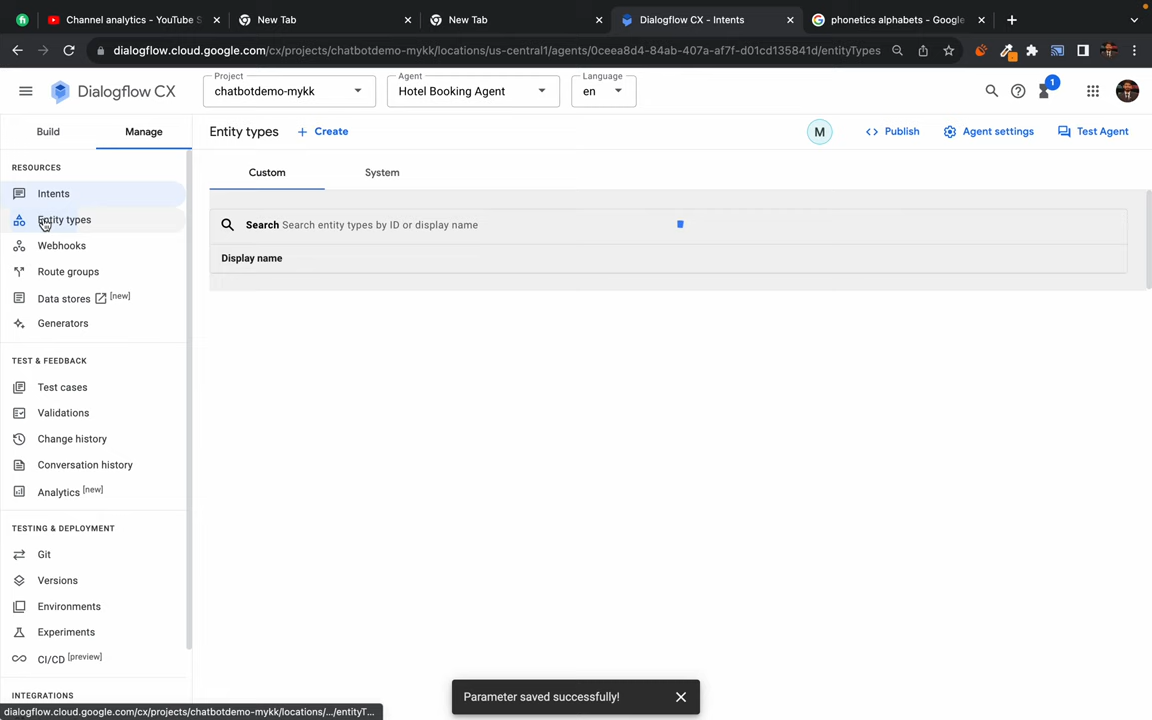 Channel analytics - YouTube S
New Tab
New Tab
Dialogflow CX - Intents
phonetics alphabets - Google
dialogflow.cloud.google.com/cx/projects/chatbotdemo-mykk/locations/us-central1/agents/0ceea8d4-84ab-407a-af7f-d01cd135841d/entityTypes
Dialogflow CX
Project
chatbotdemo-mykk
Agent
Hotel Booking Agent
Language
en
1
Build
Manage
Entity types
Create
M
Publish
Agent settings
Test Agent
RESOURCES
Intents
Entity types
Webhooks
Route groups
Data stores [new]
Generators
TEST & FEEDBACK
Test cases
Validations
Change history
Conversation history
Analytics [new]
TESTING & DEPLOYMENT
Git
Versions
Environments
Experiments
CI/CD [preview]
INTEGRATIONS
Custom
System
Search Search entity types by ID or display name
Display name
Parameter saved successfully!
dialogflow.cloud.google.com/cx/projects/chatbotdemo-mykk/locations/.../entityT...